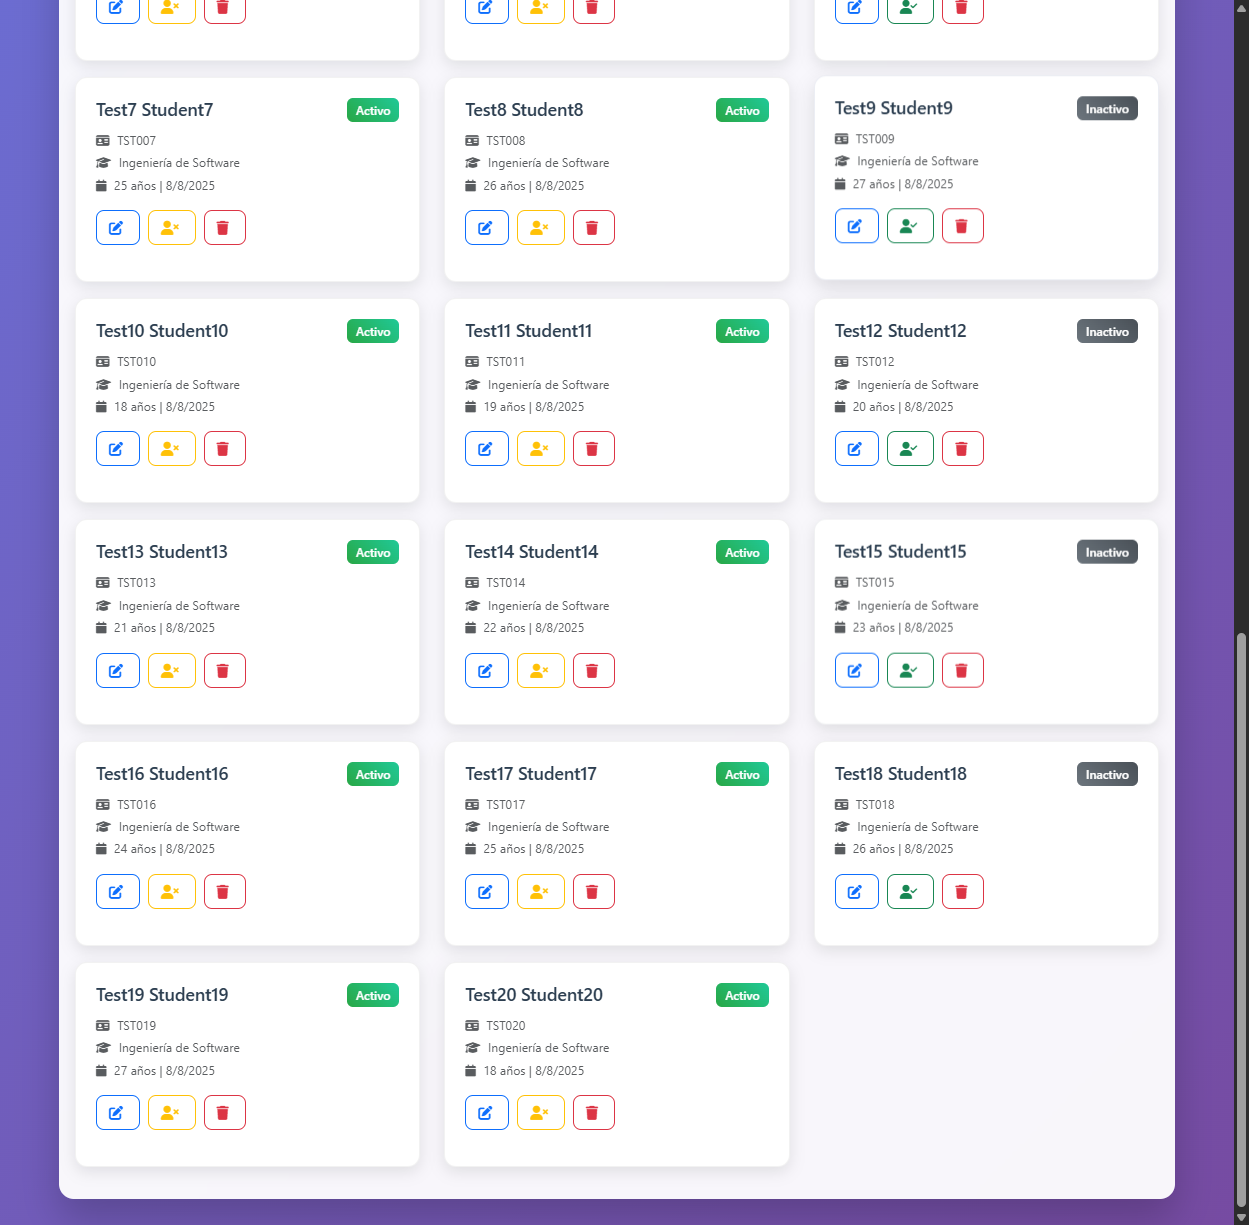 Test7 Student7
Activo
TST007
Ingeniería de Software
25 años | 8/8/2025
Test8 Student8
Activo
TST008
Ingeniería de Software
26 años | 8/8/2025
Test9 Student9
Inactivo
TST009
Ingeniería de Software
27 años | 8/8/2025
Test10 Student10
Activo
TST010
Ingeniería de Software
18 años | 8/8/2025
Test11 Student11
Activo
TST011
Ingeniería de Software
19 años | 8/8/2025
Test12 Student12
Inactivo
TST012
Ingeniería de Software
20 años | 8/8/2025
Test13 Student13
Activo
TST013
Ingeniería de Software
21 años | 8/8/2025
Test14 Student14
Activo
TST014
Ingeniería de Software
22 años | 8/8/2025
Test15 Student15
Inactivo
TST015
Ingeniería de Software
23 años | 8/8/2025
Test16 Student16
Activo
TST016
Ingeniería de Software
24 años | 8/8/2025
Test17 Student17
Activo
TST017
Ingeniería de Software
25 años | 8/8/2025
Test18 Student18
Inactivo
TST018
Ingeniería de Software
26 años | 8/8/2025
Test19 Student19
Activo
TST019
Ingeniería de Software
27 años | 8/8/2025
Test20 Student20
Activo
TST020
Ingeniería de Software
18 años | 8/8/2025